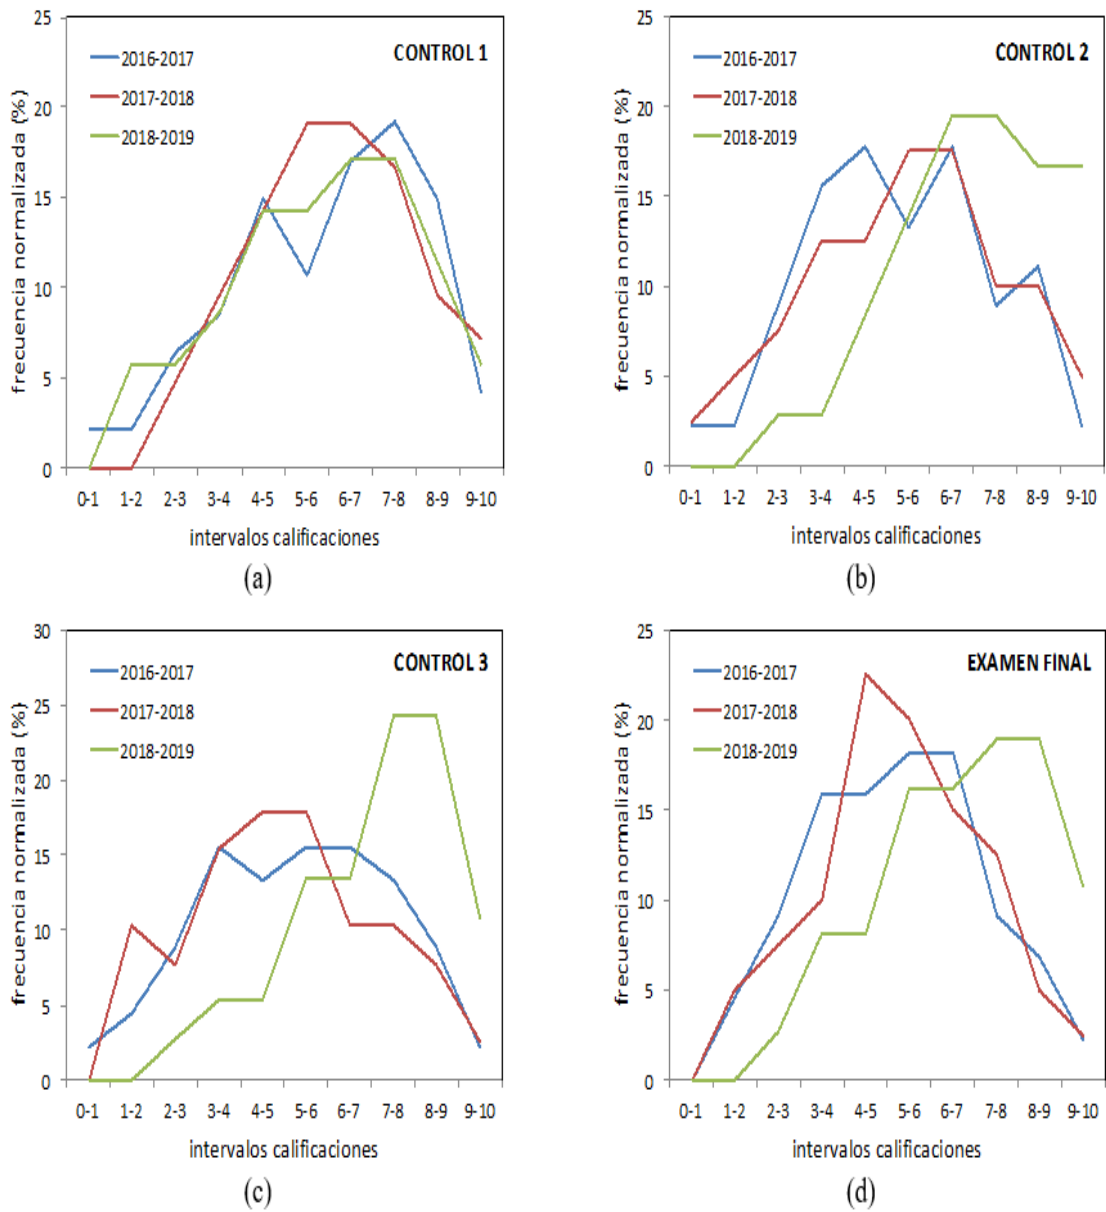 25
20
15
10
5
0
frecuencia normalizada (%)
CONTROL 1
2016-2017
2017-2018
2018-2019
0-1 1-2 2-3 3-4 4-5 5-6 6-7 7-8 8-9 9-10
intervalos calificaciones
(a)
25
20
15
10
5
0
frecuencia normalizada (%)
CONTROL 2
2016-2017
2017-2018
2018-2019
0-1 1-2 2-3 3-4 4-5 5-6 6-7 7-8 8-9 9-10
intervalos calificaciones
(b)
30
25
20
15
10
5
0
frecuencia normalizada (%)
CONTROL 3
2016-2017
2017-2018
2018-2019
0-1 1-2 2-3 3-4 4-5 5-6 6-7 7-8 8-9 9-10
intervalos calificaciones
(c)
25
20
15
10
5
0
frecuencia normalizada (%)
EXAMEN FINAL
2016-2017
2017-2018
2018-2019
0-1 1-2 2-3 3-4 4-5 5-6 6-7 7-8 8-9 9-10
intervalos calificaciones
(d)